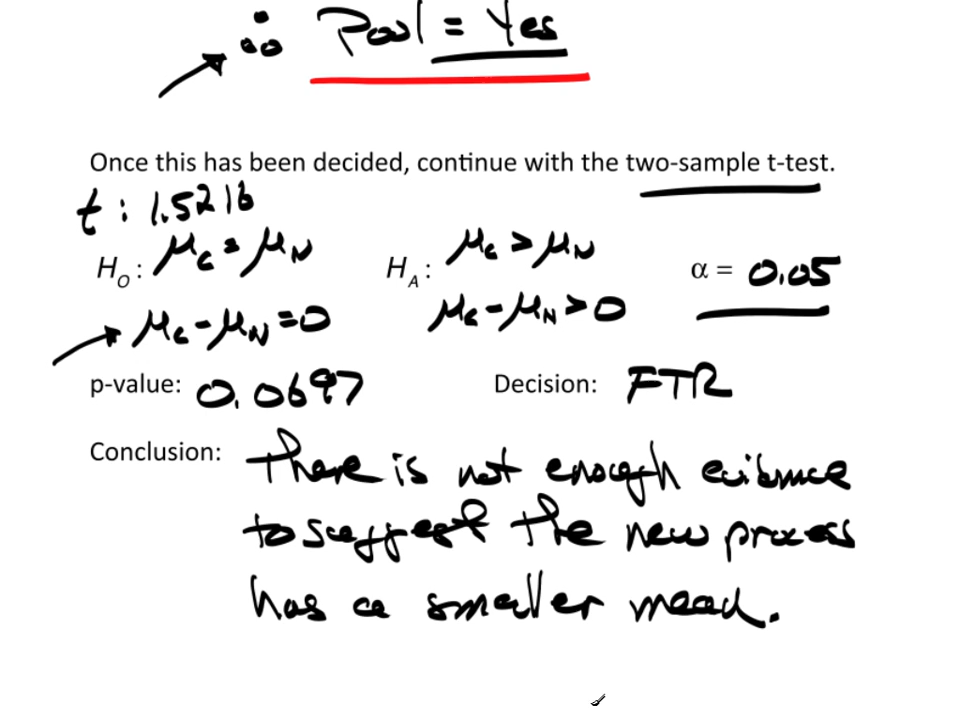 ∴ Pool = Yes
Once this has been decided, continue with the two-sample t-test.
t : 1.5216
H₀ : μc = μN    H_A : μc > μN    α = 0.05
μc - μN = 0    μc - μN > 0
p-value: 0.0697    Decision: FTR
Conclusion: There is not enough evidence
to suggest the new process
has a smaller mean.